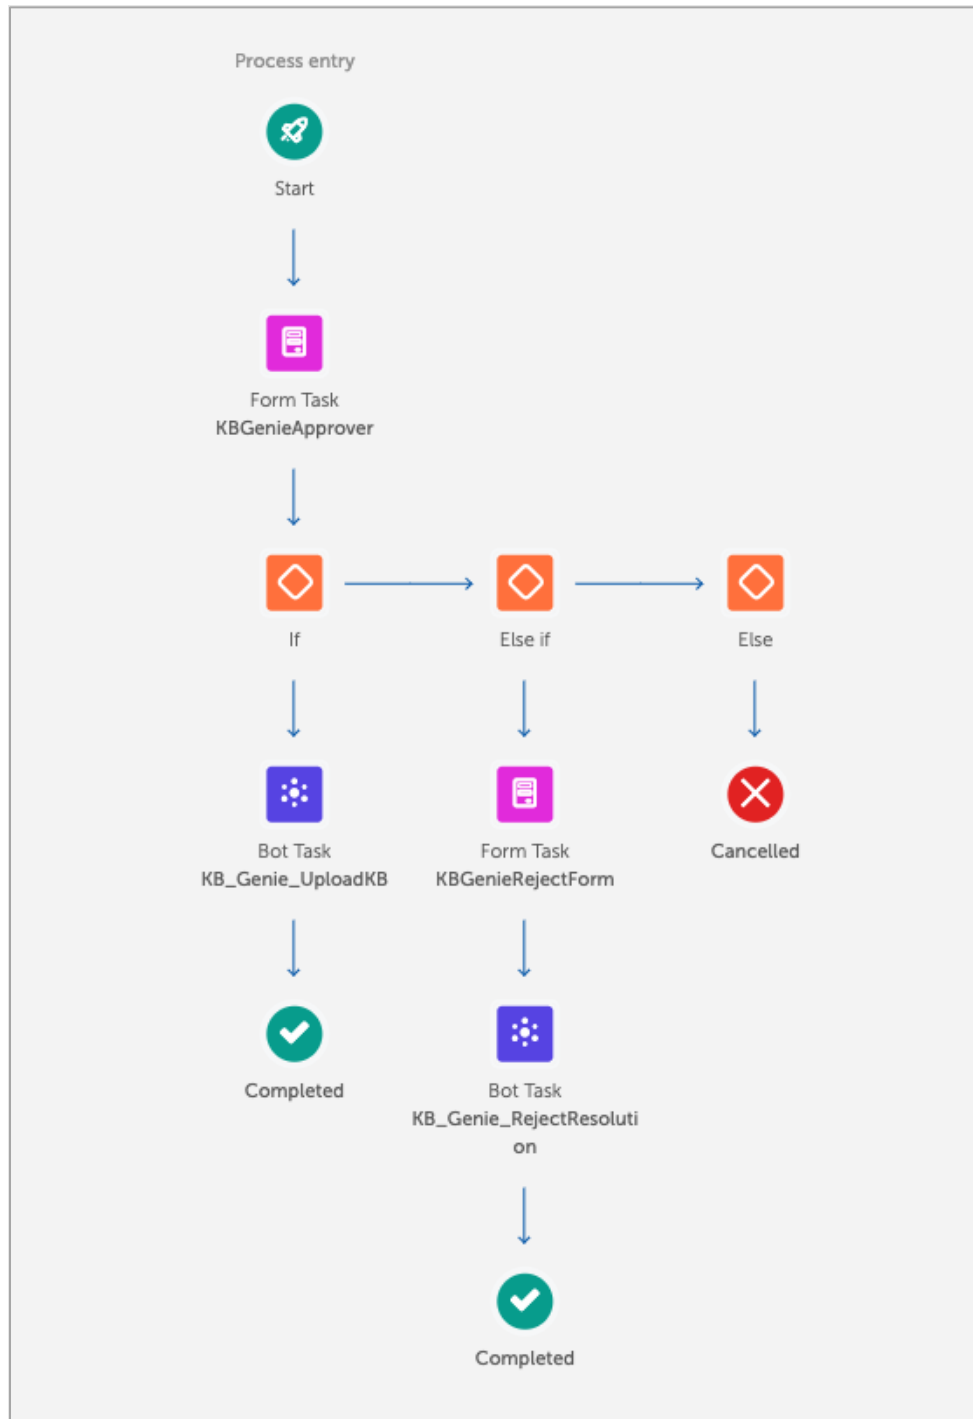 Process entry
Start
Form Task
KBGenieApprover
If
Else if
Else
Bot Task
KB_Genie_UploadKB
Form Task
KBGenieRejectForm
Cancelled
Completed
Bot Task
KB_Genie_RejectResoluti
on
Completed